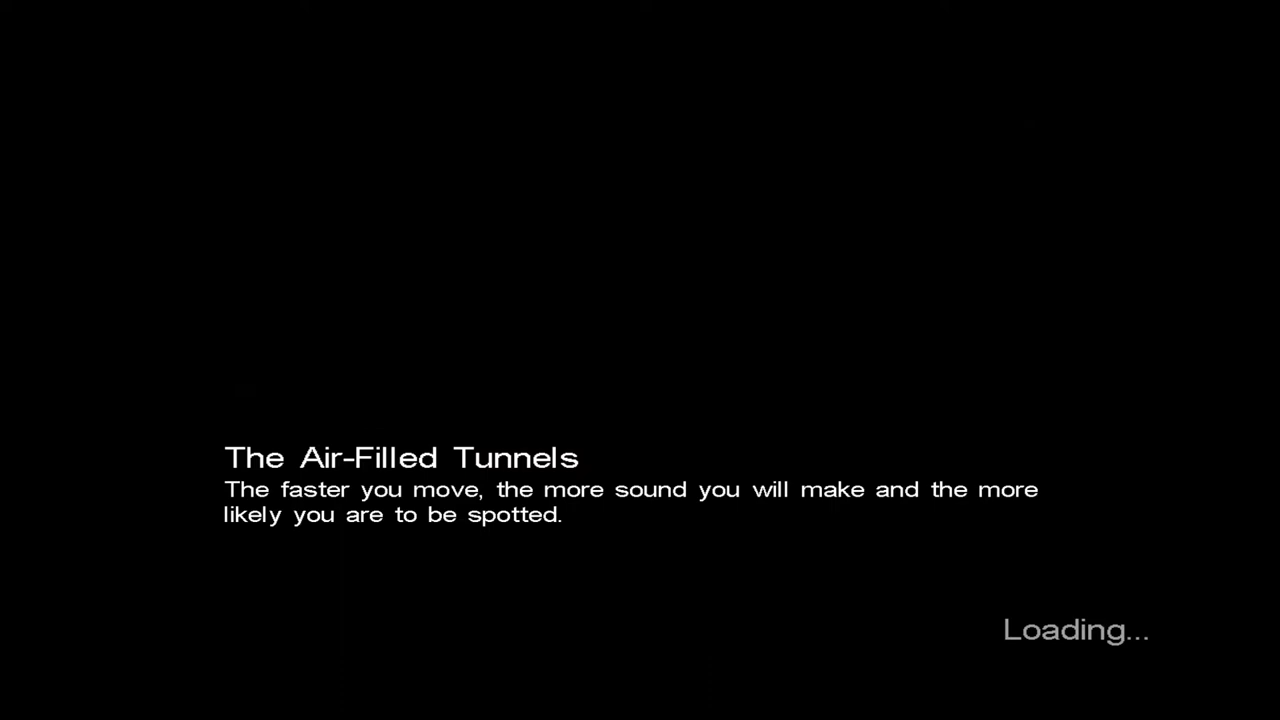 The Air-Filled Tunnels
The faster you move, the more sound you will make and the more
likely you are to be spotted.
Loading...